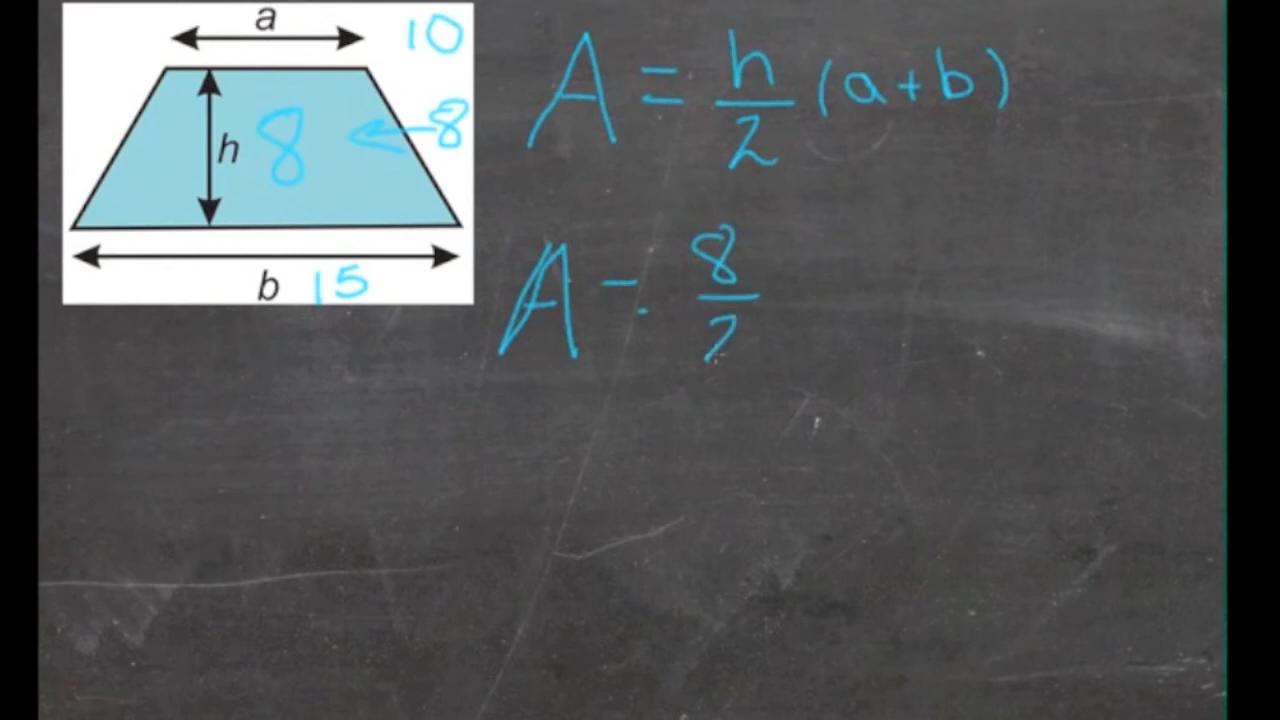 a 10
A = h/2 (a+b)
h 8 ← 8
A = 8/2
b 15